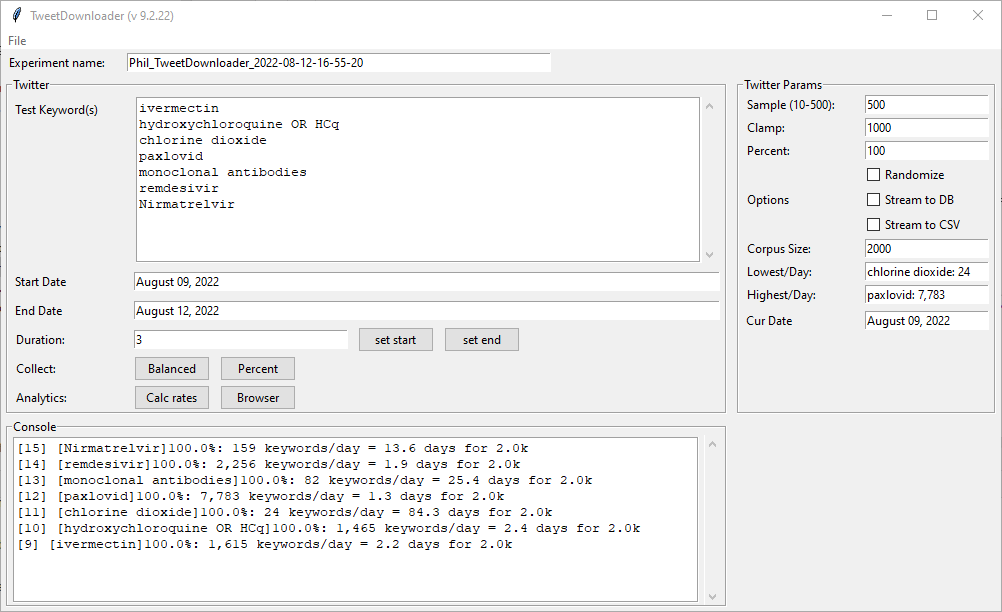 TweetDownloader (v 9.2.22)
File
Experiment name: Phil_TweetDownloader_2022-08-12-16-55-20
Twitter
Test Keyword(s)
ivermectin
hydroxychloroquine OR HCq
chlorine dioxide
paxlovid
monoclonal antibodies
remdesivir
Nirmatrelvir
Start Date August 09, 2022
End Date August 12, 2022
Duration: 3 set start set end
Collect: Balanced Percent
Analytics: Calc rates Browser
Twitter Params
Sample (10-500): 500
Clamp: 1000
Percent: 100
Randomize
Options Stream to DB
Stream to CSV
Corpus Size: 2000
Lowest/Day: chlorine dioxide: 24
Highest/Day: paxlovid: 7,783
Cur Date August 09, 2022
Console
[15] [Nirmatrelvir]100.0%: 159 keywords/day = 13.6 days for 2.0k
[14] [remdesivir]100.0%: 2,256 keywords/day = 1.9 days for 2.0k
[13] [monoclonal antibodies]100.0%: 82 keywords/day = 25.4 days for 2.0k
[12] [paxlovid]100.0%: 7,783 keywords/day = 1.3 days for 2.0k
[11] [chlorine dioxide]100.0%: 24 keywords/day = 84.3 days for 2.0k
[10] [hydroxychloroquine OR HCq]100.0%: 1,465 keywords/day = 2.4 days for 2.0k
[9] [ivermectin]100.0%: 1,615 keywords/day = 2.2 days for 2.0k